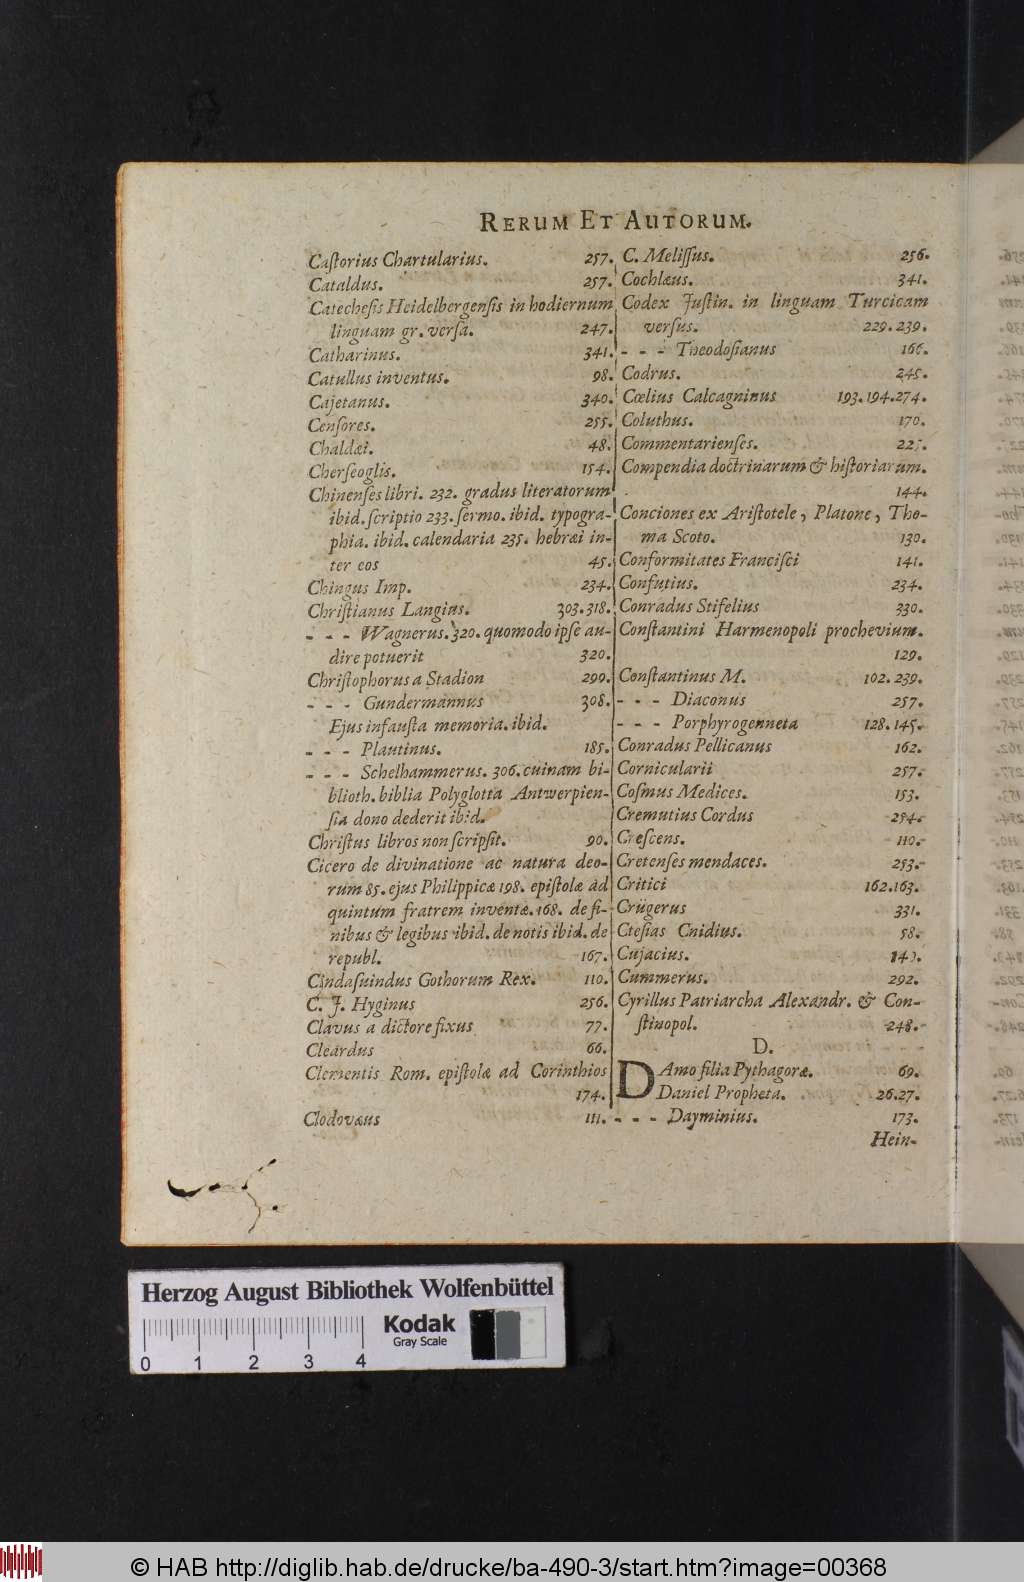 RERUM ET AUTORUM.
Caſtorius Chartularius. 257.
Cataldus. 257.
Catecheſis Heidelbergenſis in hodiernum
linguam gr. verſa. 247.
Catharinus. 341.
Catullus inventus. 98.
Cajetanus. 340.
Cenſores. 255.
Chaldæi. 48.
Cherſeoglis. 154.
Chinenſes libri. 232. gradus literatorum
ibid. ſcriptio 233. ſermo. ibid. typogra-
phia. ibid. calendaria 235. hebræi in-
ter eos 45.
Chingus Imp. 234.
Chriſtianus Langius. 303. 318.
- - - Wagnerus. 320. quomodo ipſe au-
dire potuerit 320.
Chriſtophorus a Stadion 290.
- - - Gundermannus 308.
Ejus infauſta memoria. ibid.
- - - Plautinus. 185.
- - - Schelhammerus. 306. cuinam bi-
blioth. biblia Polyglotta Antwerpien-
ſia dono dederit ibid.
Chriſtus libros non ſcripſit. 90.
Cicero de divinatione ac natura deo-
rum 85. ejus Philippicæ 198. epiſtolæ ad
quintum fratrem inventæ. 168. de fi-
nibus & legibus ibid. de notis ibid. de
republ. 167.
Cindaſuindus Gothorum Rex. 110.
C. J. Hyginus 256.
Clavus a dictore fixus 77.
Cleardus 66.
Clementis Rom. epiſtolæ ad Corinthios
174.
Clodovæus 111.
C. Meliſſus. 256.
Cochlæus. 341.
Codex Juſtin. in linguam Turcicam
verſus. 229. 239.
- - - Theodoſianus 166.
Codrus. 245.
Cœlius Calcagninus 193. 194. 274.
Coluthus. 170.
Commentarienſes.
Compendia doctrinarum & hiſtoriarum.
144.
Conciones ex Ariſtotele, Platone, Tho-
ma Scoto. 130.
Conformitates Franciſci 141.
Confutius. 234.
Conradus Stifelius 330.
Conſtantini Harmenopoli prochevium.
129.
Conſtantinus M. 102. 239.
- - - Diaconus 257.
- - - Porphyrogenneta 128. 145.
Conradus Pellicanus 162.
Cornicularii 257.
Coſmus Medices. 153.
Cremutius Cordus 254.
Creſcens. 110.
Cretenſes mendaces. 253.
Critici 162. 163.
Crügerus 331.
Cteſias Cnidius. 58.
Cujacius.
Cummerus. 292.
Cyrillus Patriarcha Alexandr. & Con-
ſtinopol. 248.
D.
DAmo filia Pythagoræ. 69.
Daniel Propheta. 26. 27.
- - - Dayminius. 173.
Hein-
Herzog August Bibliothek Wolfenbüttel
Kodak
Gray Scale
0 1 2 3 4
© HAB http://diglib.hab.de/drucke/ba-490-3/start.htm?image=00368